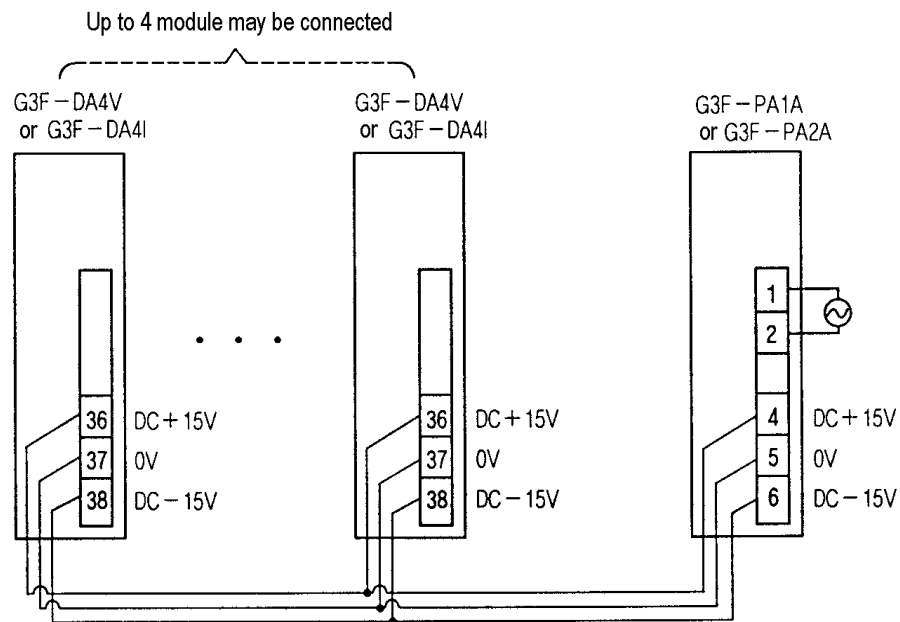 Up to 4 module may be connected
G3F-DA4V
or G3F-DA4I
G3F-DA4V
or G3F-DA4I
G3F-PA1A
or G3F-PA2A
1
2
36 DC+15V
37 0V
38 DC-15V
36 DC+15V
37 0V
38 DC-15V
4 DC+15V
5 0V
6 DC-15V